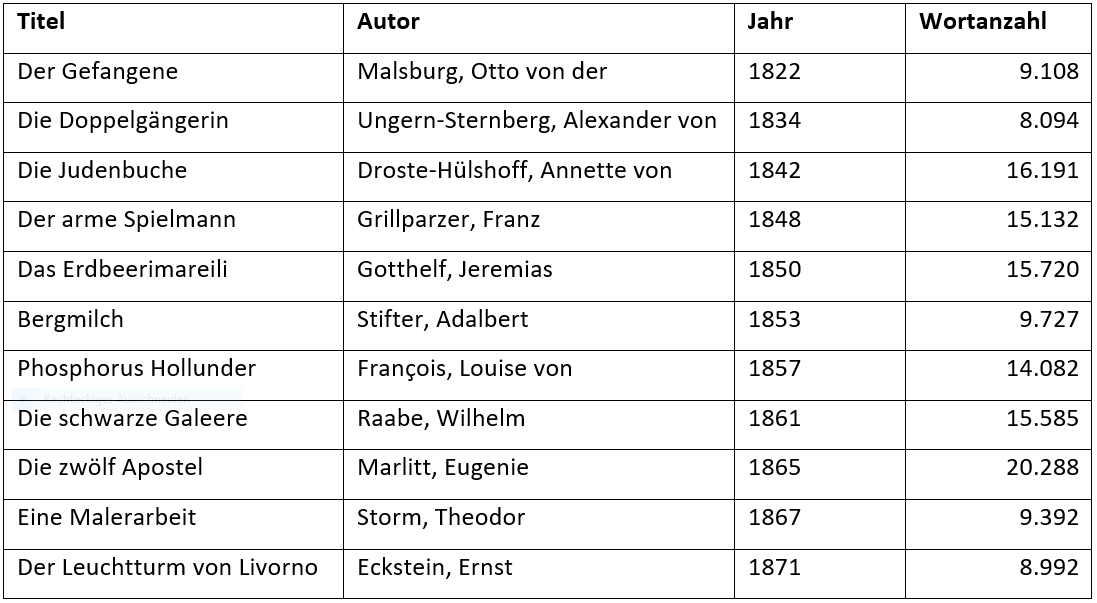 Titel Autor Jahr Wortanzahl
Der Gefangene Malsburg, Otto von der 1822 9.108
Die Doppelgängerin Ungern-Sternberg, Alexander von 1834 8.094
Die Judenbuche Droste-Hülshoff, Annette von 1842 16.191
Der arme Spielmann Grillparzer, Franz 1848 15.132
Das Erdbeerimareili Gotthelf, Jeremias 1850 15.720
Bergmilch Stifter, Adalbert 1853 9.727
Phosphorus Hollunder François, Louise von 1857 14.082
Rechteckiges Ausschneiden
Die schwarze Galeere Raabe, Wilhelm 1861 15.585
Die zwölf Apostel Marlitt, Eugenie 1865 20.288
Eine Malerarbeit Storm, Theodor 1867 9.392
Der Leuchtturm von Livorno Eckstein, Ernst 1871 8.992